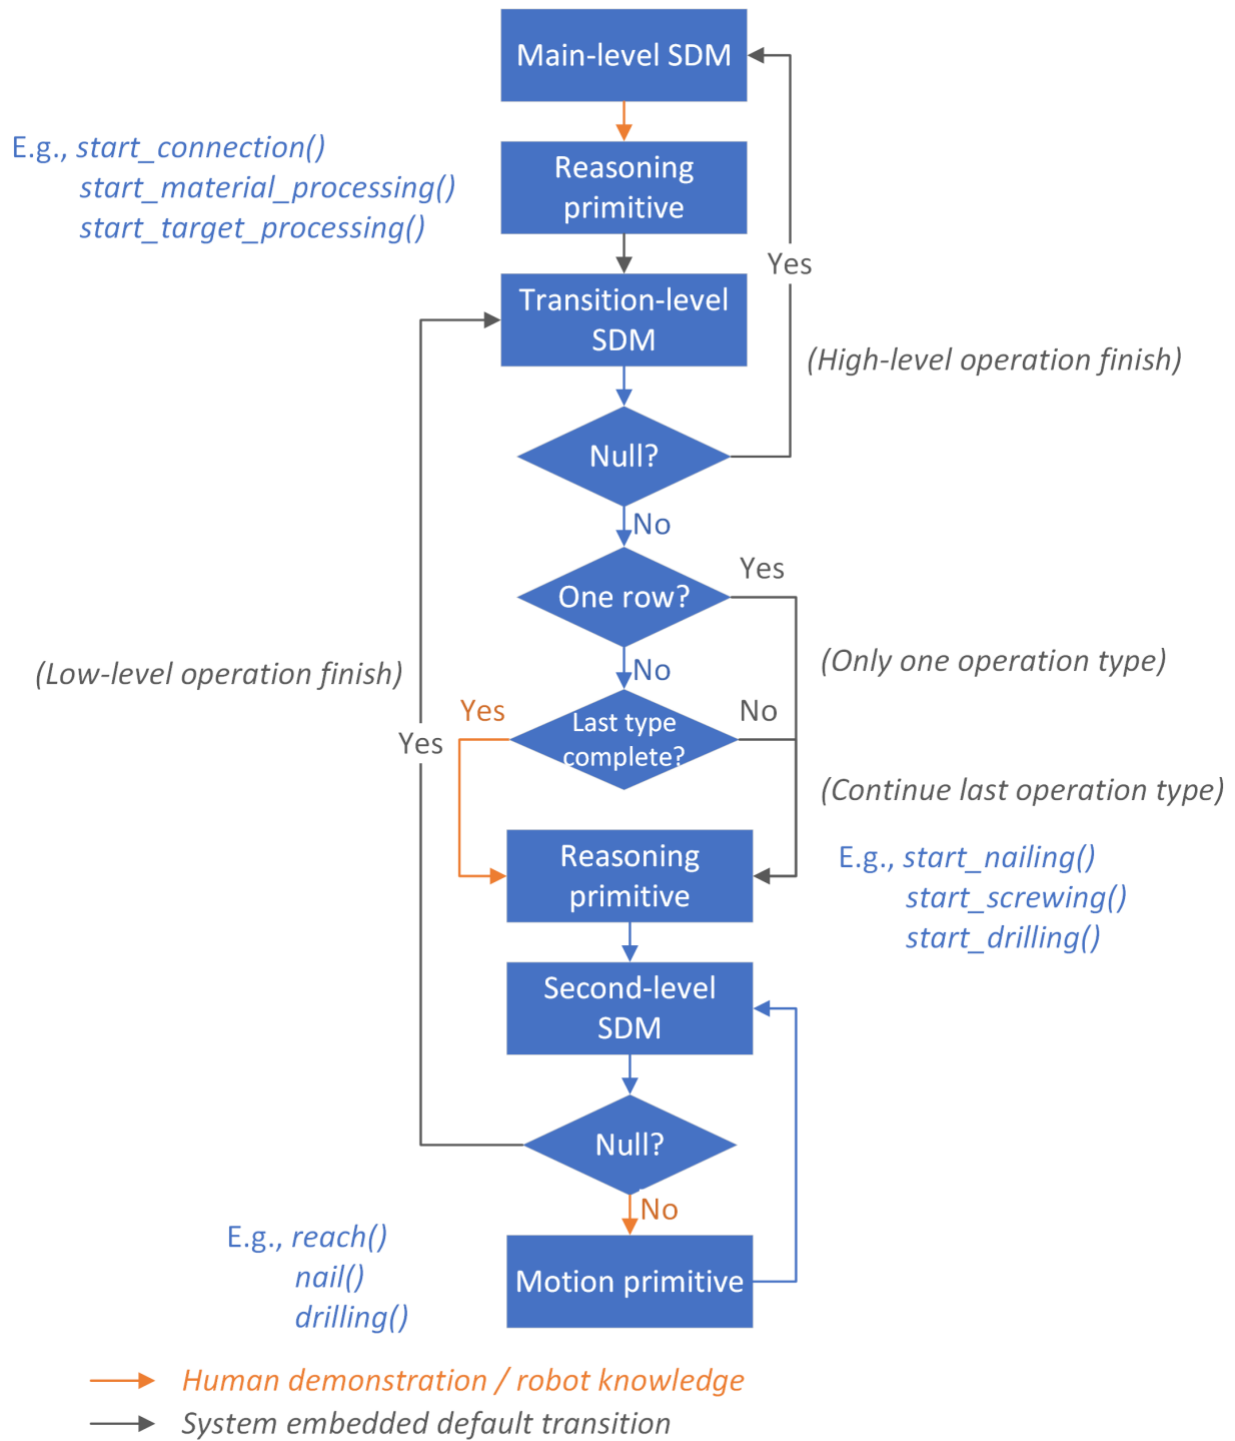 Main-level SDM
E.g., start_connection()
start_material_processing()
start_target_processing()
Reasoning
primitive
Yes
Transition-level
SDM
(High-level operation finish)
Null?
No
Yes
One row?
(Low-level operation finish)
No
(Only one operation type)
Yes
Last type
complete?
No
Yes
(Continue last operation type)
Reasoning
primitive
E.g., start_nailing()
start_screwing()
start_drilling()
Second-level
SDM
Null?
No
E.g., reach()
nail()
drilling()
Motion primitive
Human demonstration / robot knowledge
System embedded default transition